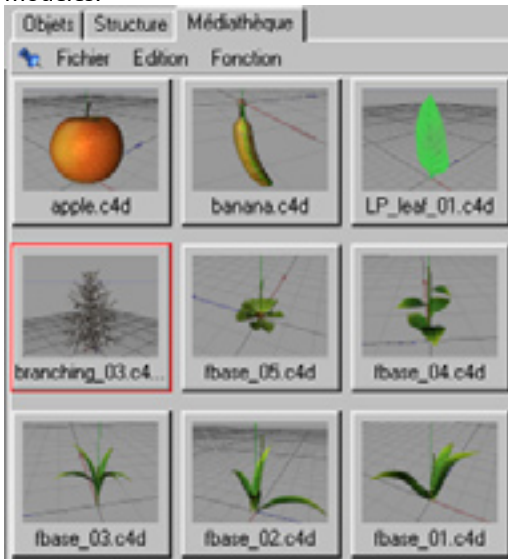 Objets Structure Médiathèque
Fichier Edition Fonction
apple.c4d banana.c4d LP_leaf_01.c4d
branching_03.c4... fbase_05.c4d fbase_04.c4d
fbase_03.c4d fbase_02.c4d fbase_01.c4d